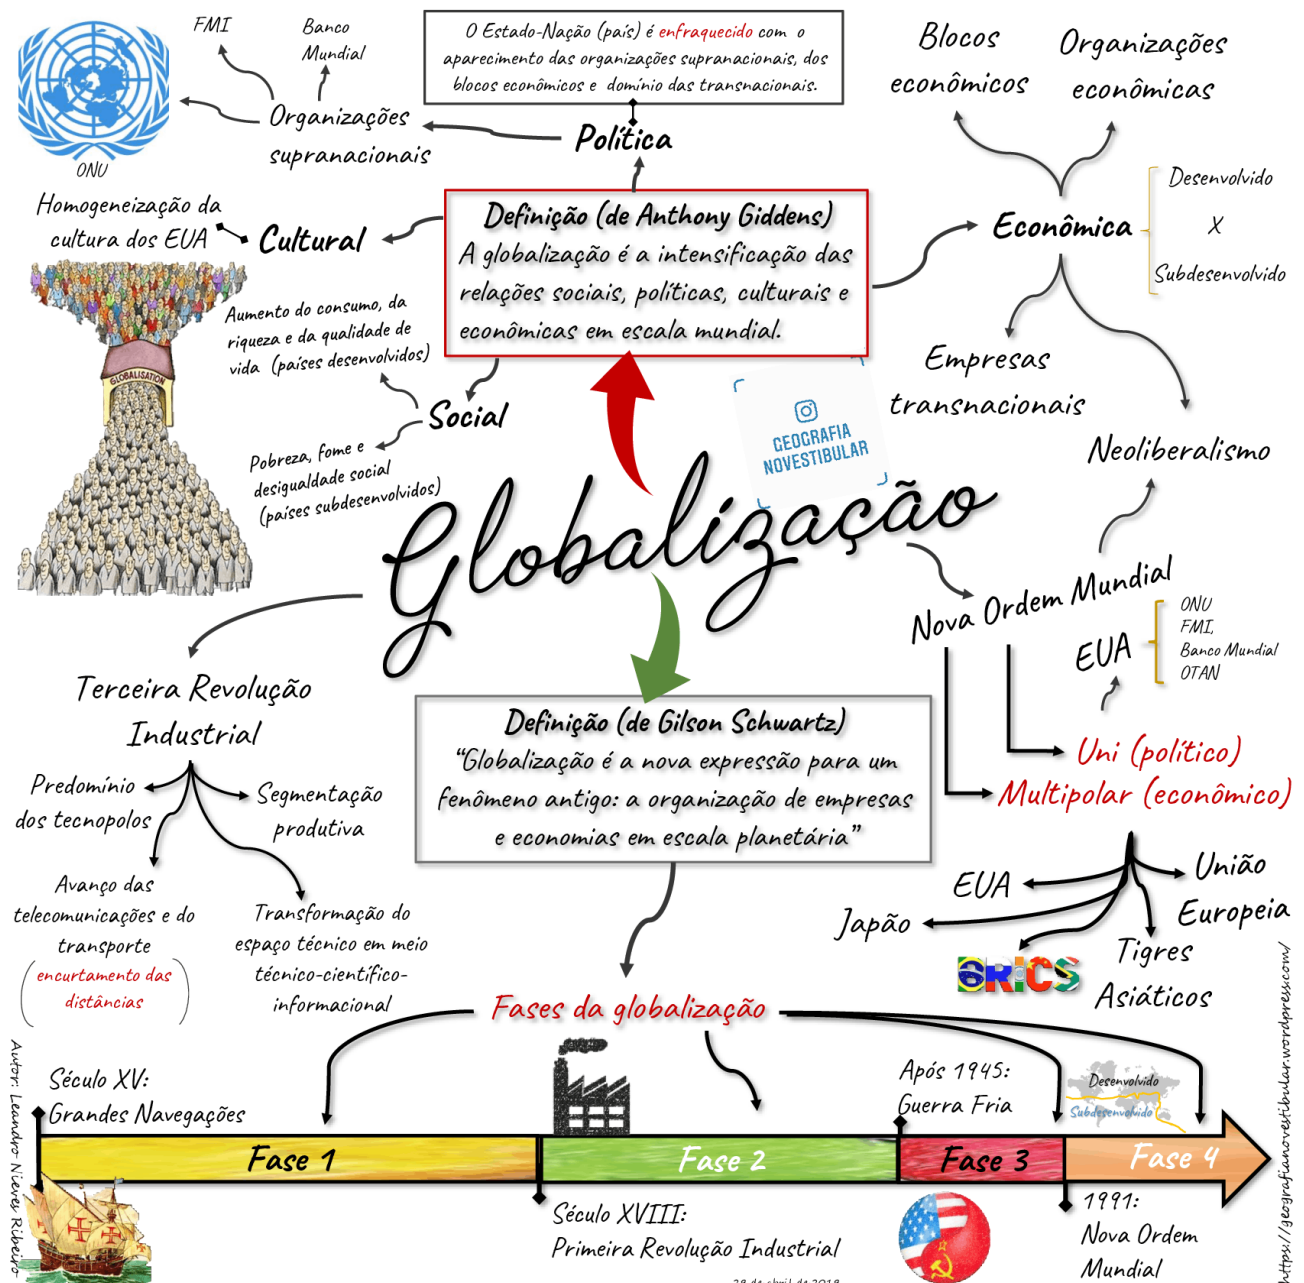 FMI
Banco
Mundial
Organizações
supranacionais
ONU
O Estado-Nação (país) é enfraquecido com o
aparecimento das organizações supranacionais, dos
blocos econômicos e domínio das transnacionais.
Política
Blocos
econômicos
Organizações
econômicas
Econômica
Desenvolvido
X
Subdesenvolvido
Empresas
transnacionais
Neoliberalismo
Homogeneização da
cultura dos EUA
Cultural
GLOBALISATION
Definição (de Anthony Giddens)
A globalização é a intensificação das
relações sociais, políticas, culturais e
econômicas em escala mundial.
Aumento do consumo, da
riqueza e da qualidade de
vida (países desenvolvidos)
Social
Pobreza, fome e
desigualdade social
(países subdesenvolvidos)
GEOGRAFIA
NOVESTIBULAR
Globalização
Nova Ordem Mundial
EUA
ONU
FMI,
Banco Mundial
OTAN
Uni (político)
Multipolar (econômico)
EUA
Japão
BRICS
Tigres
Asiáticos
União
Europeia
Terceira Revolução
Industrial
Predomínio
dos tecnopolos
Segmentação
produtiva
Avanço das
telecomunicações e do
transporte
(encurtamento das
distâncias)
Transformação do
espaço técnico em meio
técnico-científico-
informacional
Definição (de Gilson Schwartz)
“Globalização é a nova expressão para um
fenômeno antigo: a organização de empresas
e economias em escala planetária”
Fases da globalização
Século XV:
Grandes Navegações
Após 1945:
Guerra Fria
Desenvolvido
Subdesenvolvido
Fase 1
Fase 2
Fase 3
Fase 4
Século XVIII:
Primeira Revolução Industrial
1991:
Nova Ordem
Mundial
28 de abril de 2019
Autor: Leandro Nieves Ribeiro
https://geografianovestibular.wordpress.com/